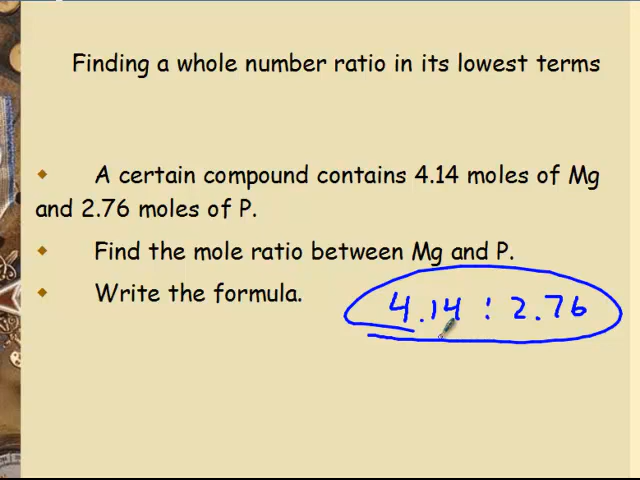 Finding a whole number ratio in its lowest terms
A certain compound contains 4.14 moles of Mg
and 2.76 moles of P.
Find the mole ratio between Mg and P.
Write the formula.
4.14 : 2.76